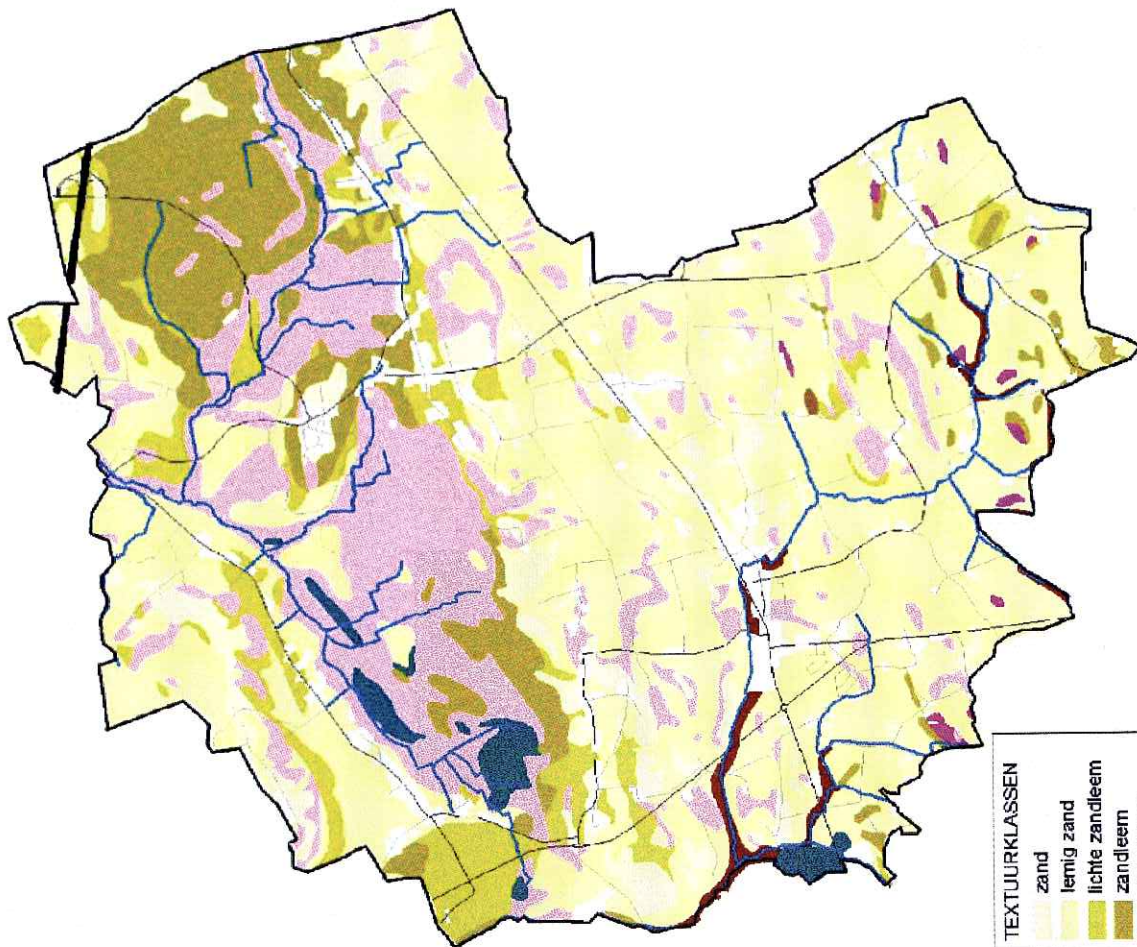 TEXTUURKLASSEN
zand
lemig zand
lichte zandleem
zandleem